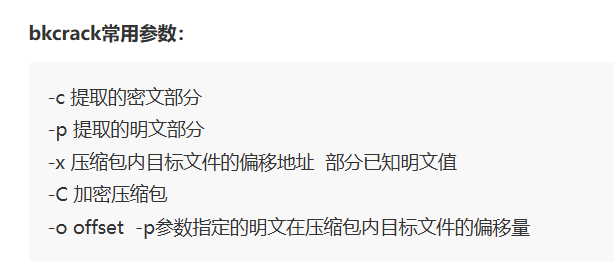 bkcrack常用参数：
-c 提取的密文部分
-p 提取的明文部分
-x 压缩包内目标文件的偏移地址 部分已知明文值
-C 加密压缩包
-o offset -p参数指定的明文在压缩包内目标文件的偏移量